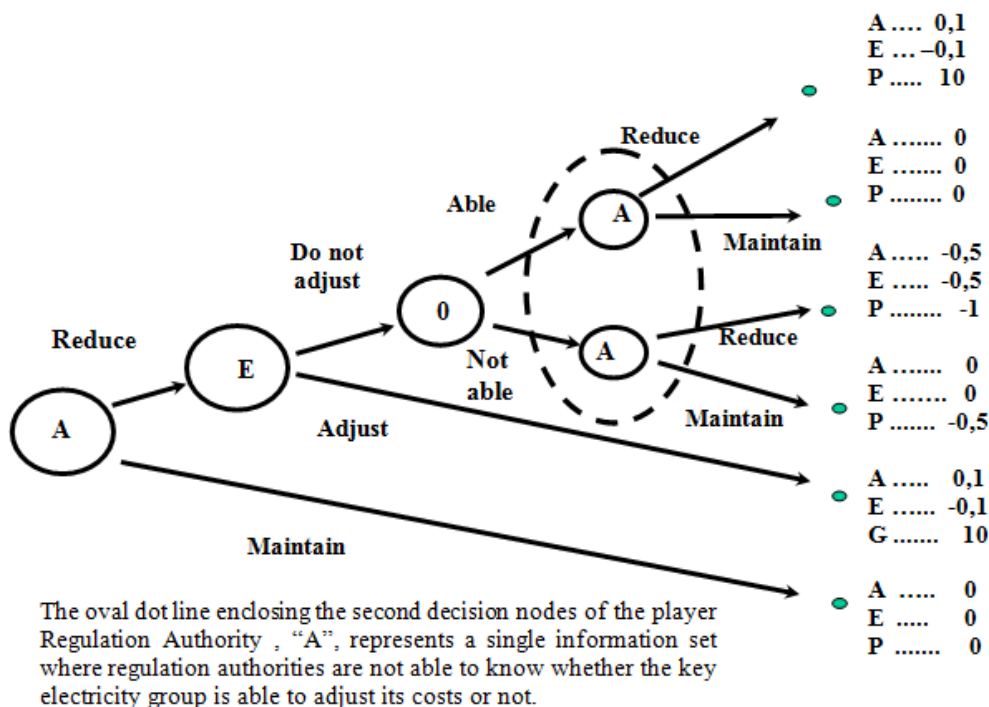 A .... 0,1
E ... –0,1
P ..... 10
Reduce
A ....... 0
E ....... 0
P ........ 0
A
Able
Maintain
Do not
adjust
A ..... -0,5
E ..... -0,5
P ........ -1
0
Reduce
Reduce
Not
able
A
E
A ....... 0
E ........ 0
P ....... -0,5
Maintain
Adjust
A
A ..... 0,1
E ...... -0,1
G ....... 10
Maintain
A ..... 0
E ..... 0
P ....... 0
The oval dot line enclosing the second decision nodes of the player
Regulation Authority , “A”, represents a single information set
where regulation authorities are not able to know whether the key
electricity group is able to adjust its costs or not.